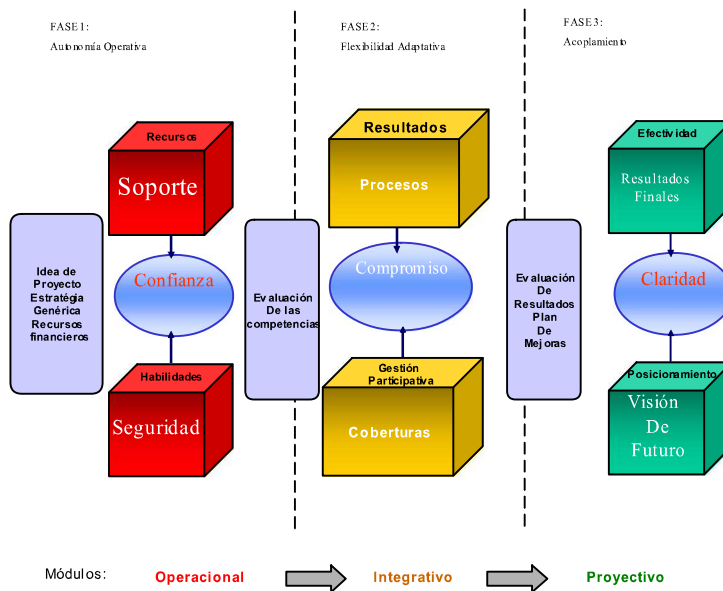 FASE 1:
Autonomía Operativa
FASE 2:
Flexibilidad Adaptativa
FASE 3:
Acoplamiento
Recursos
Soporte
Idea de
Proyecto
Estratégia
Genérica
Recursos
financieros
Confianza
Habilidades
Seguridad
Evaluación
De las
competencias
Resultados
Procesos
Compromiso
Gestión
Participativa
Coberturas
Evaluación
De
Resultados
Plan
De
Mejoras
Efectividad
Resultados
Finales
Claridad
Posicionamiento
Visión
De
Futuro
Módulos:
Operacional
Integrativo
Proyectivo